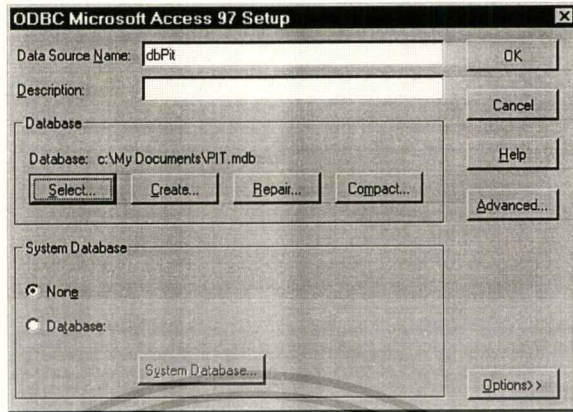 ODBC Microsoft Access 97 Setup
Data Source Name: dbPit
OK
Description:
Cancel
Database
Database: c:\My Documents\PIT.mdb
Help
Select... Create... Repair... Compact...
Advanced...
System Database
None
Database:
System Database...
Options>>